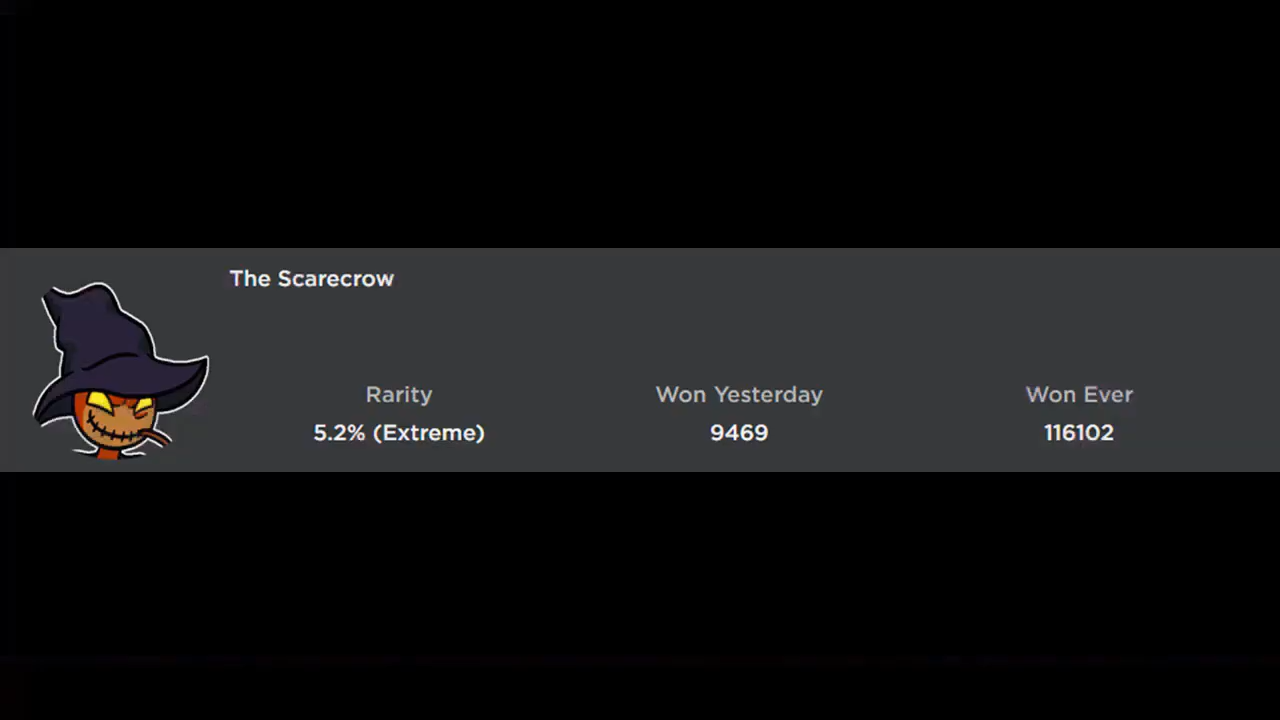 The Scarecrow
Rarity Won Yesterday Won Ever
5.2% (Extreme) 9469 116102